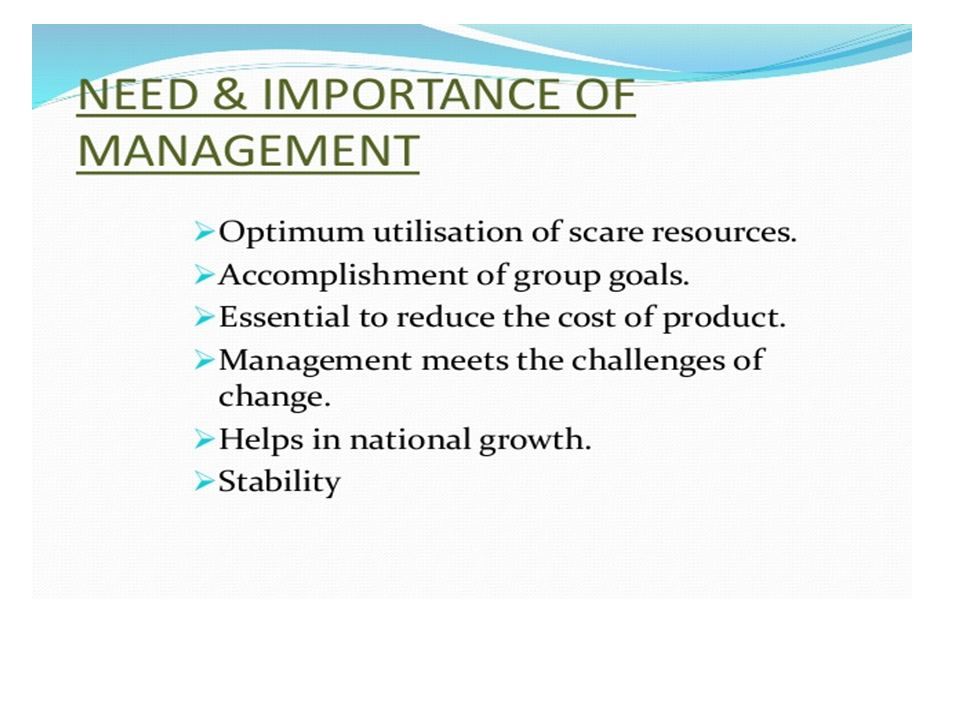 NEED & IMPORTANCE OF
MANAGEMENT
Optimum utilisation of scare resources.
Accomplishment of group goals.
Essential to reduce the cost of product.
Management meets the challenges of
change.
Helps in national growth.
Stability